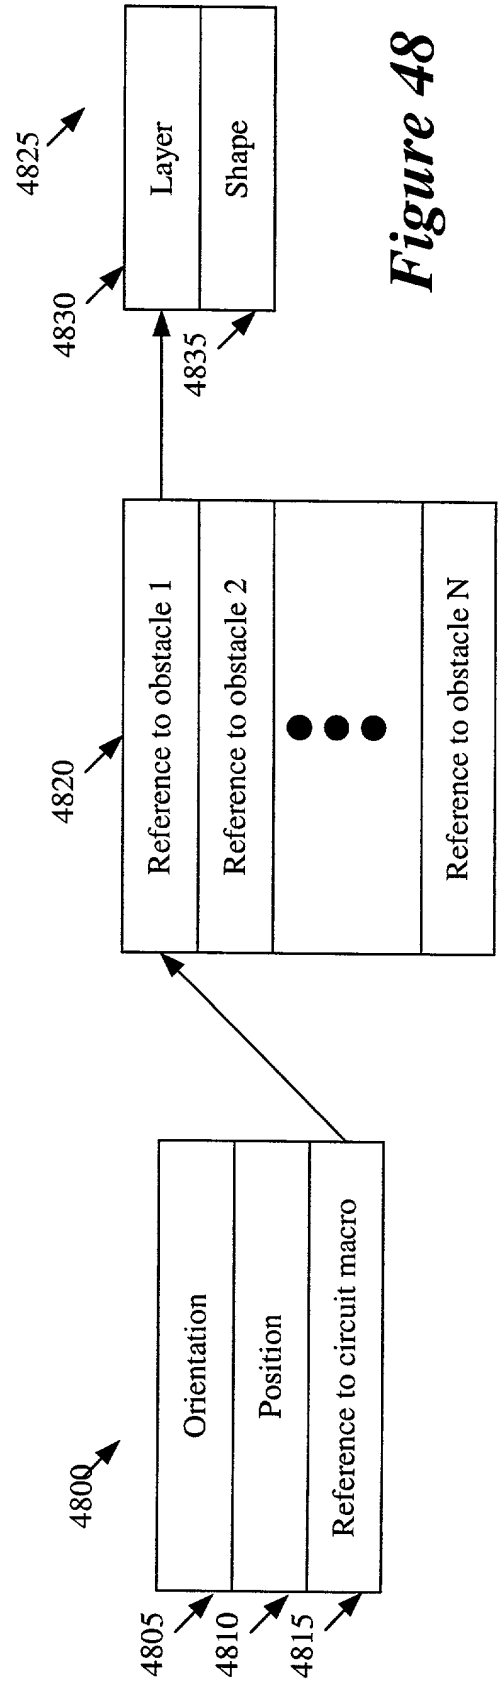 4800
4805
Orientation
4810
Position
4815
Reference to circuit macro
4820
Reference to obstacle 1
Reference to obstacle 2
Reference to obstacle N
4825
4830
Layer
4835
Shape
Figure 48